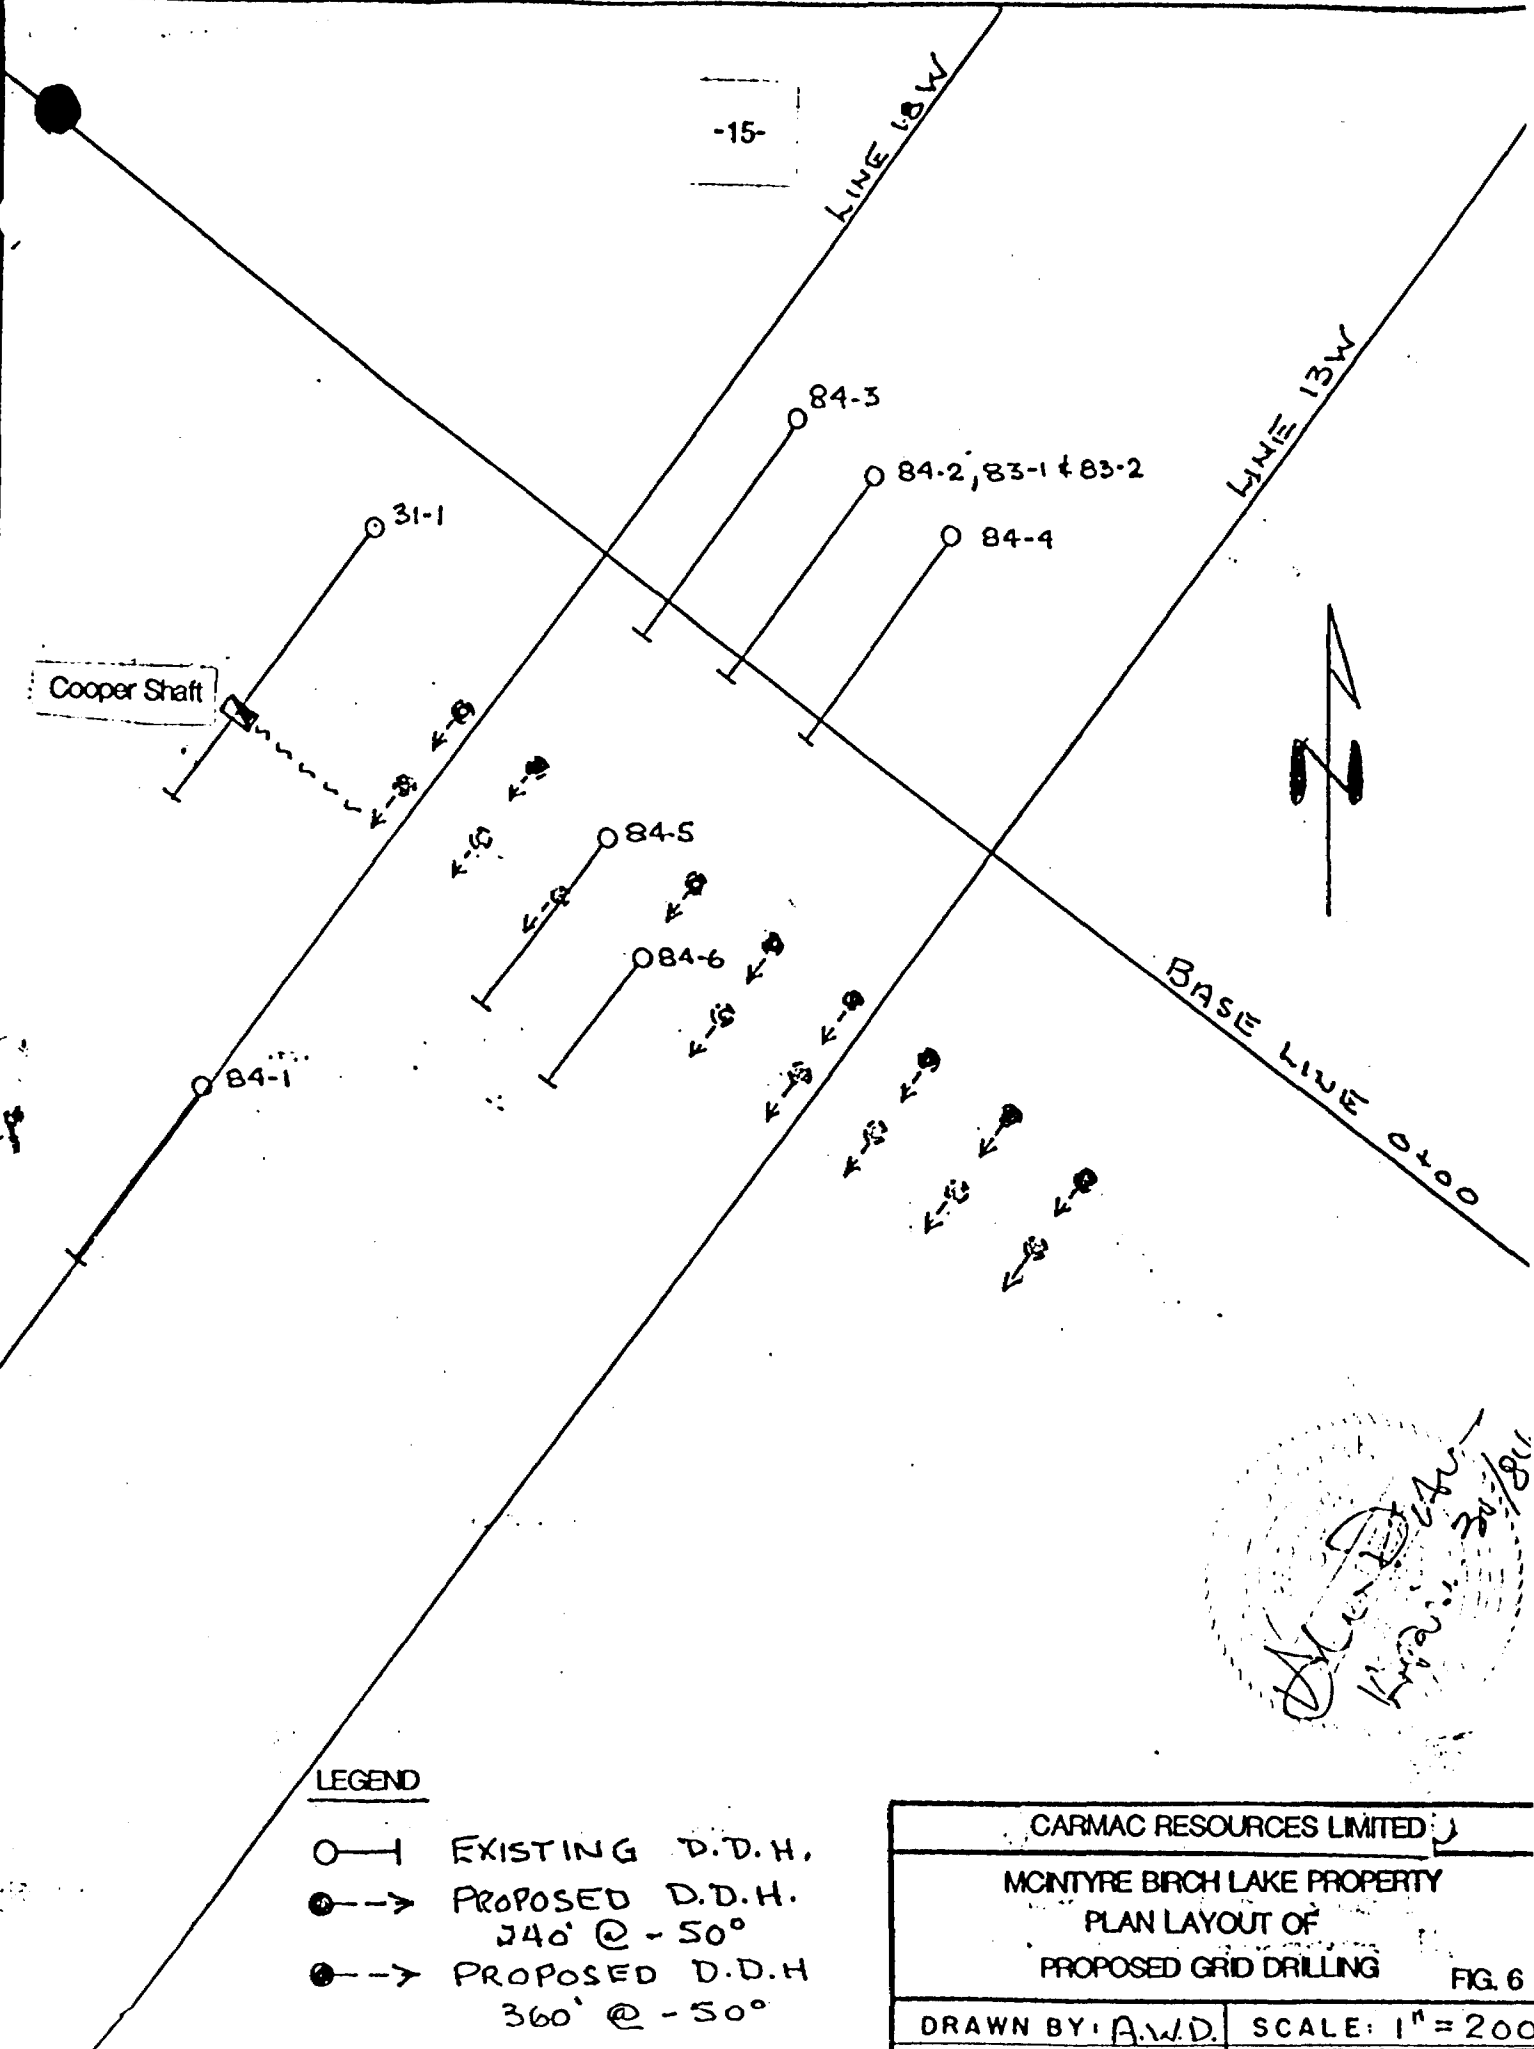 -15-
LINE 18W
LINE 13W
84-3
84-2, 83-1 & 83-2
84-4
31-1
Cooper Shaft
84-5
84-6
84-1
N
BASE LINE 0+00
LEGEND
EXISTING D.D.H.
PROPOSED D.D.H.
240' @ -50°
PROPOSED D.D.H
360' @ -50°
CARMAC RESOURCES LIMITED
MCINTYRE BIRCH LAKE PROPERTY
PLAN LAYOUT OF
PROPOSED GRID DRILLING
FIG. 6
DRAWN BY: A.W.D.
SCALE: 1" = 200